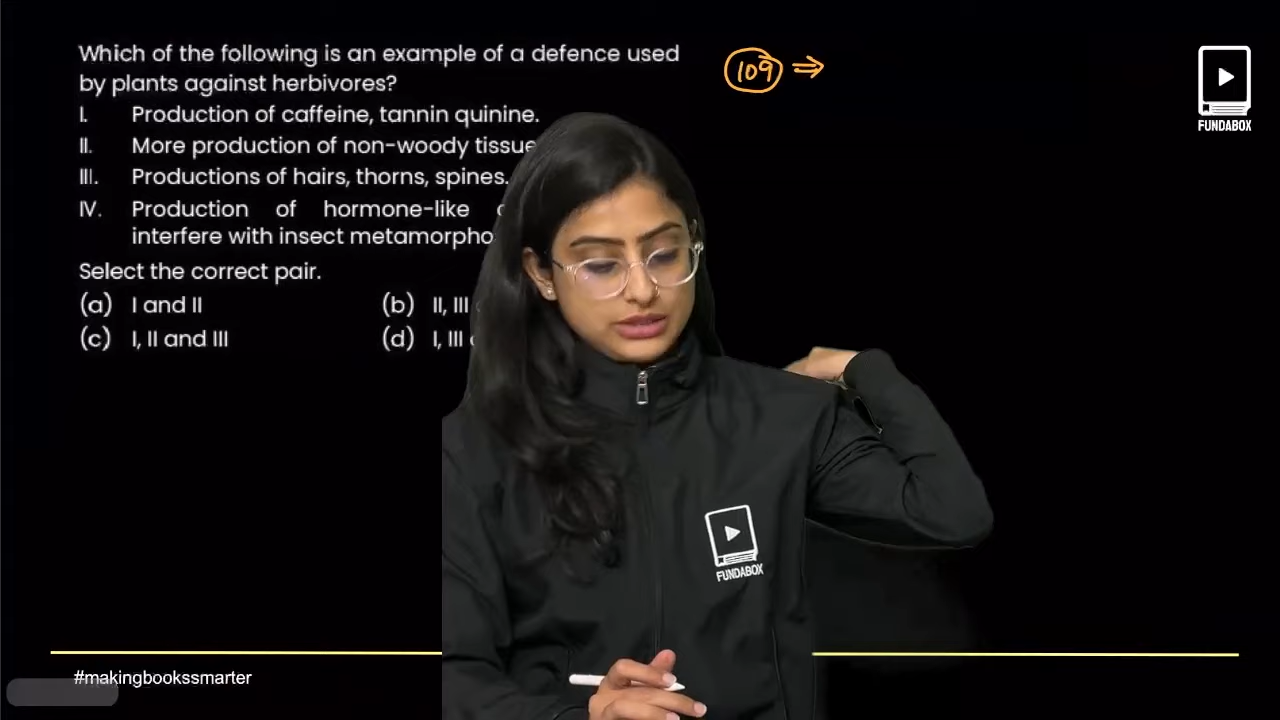 Which of the following is an example of a defence used
by plants against herbivores?
I. Production of caffeine, tannin quinine.
II. More production of non-woody tissue
III. Productions of hairs, thorns, spines.
IV. Production of hormone-like
interfere with insect
Select the correct pair.
(a) I and II (b) II, III
(c) I, II and III (d) I, III
109 ⇒
FUNDABOX
FUNDABOX
#makingbookssmarter